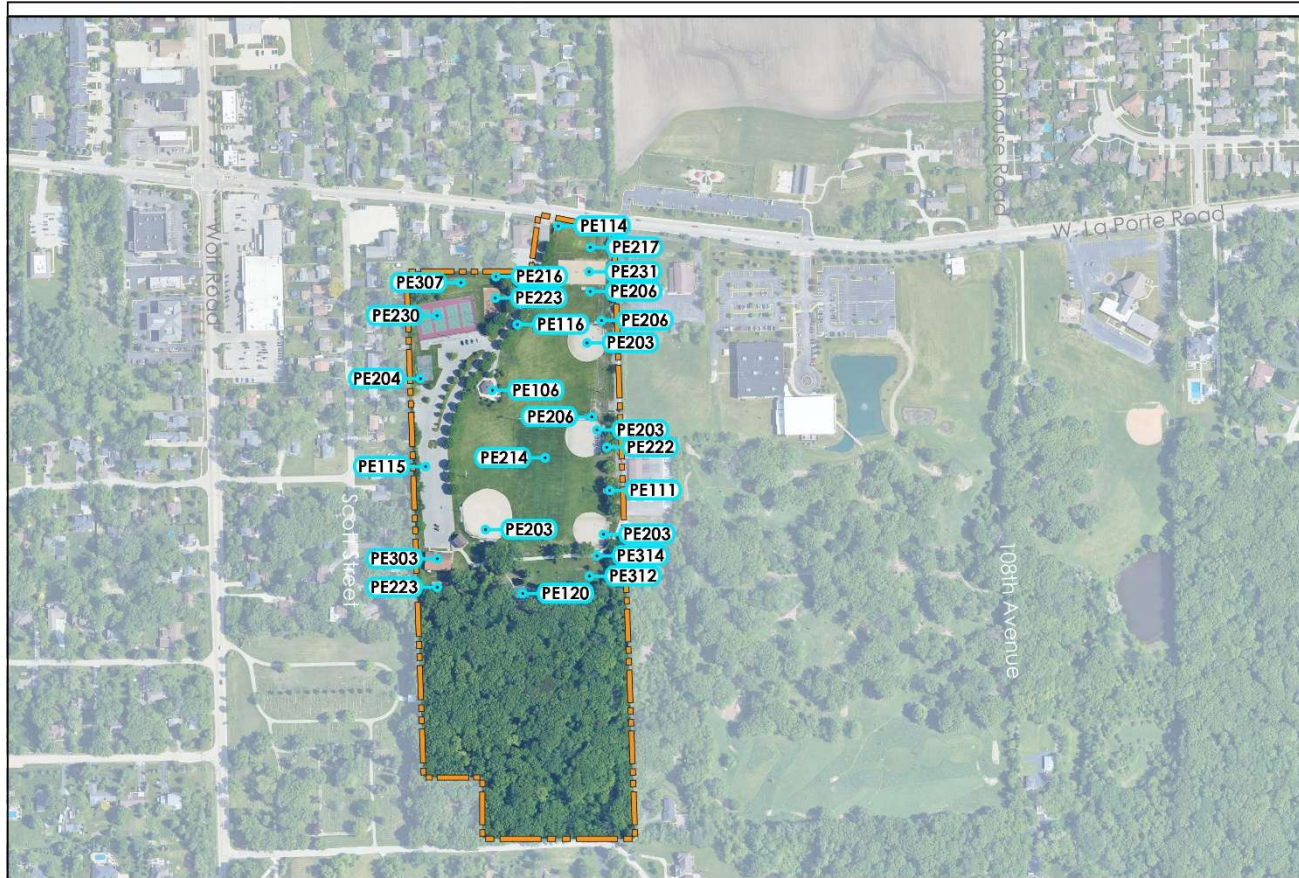 Schoolhouse Road
W. La Porte Road
Wolf Road
PE114
PE217
PE231
PE216
PE307
PE206
PE223
PE230
PE206
PE116
PE203
PE204
PE106
PE206
PE203
PE222
PE214
PE115
PE111
PE203
PE203
Scott Street
PE314
PE303
PE312
PE223
PE120
108th Avenue